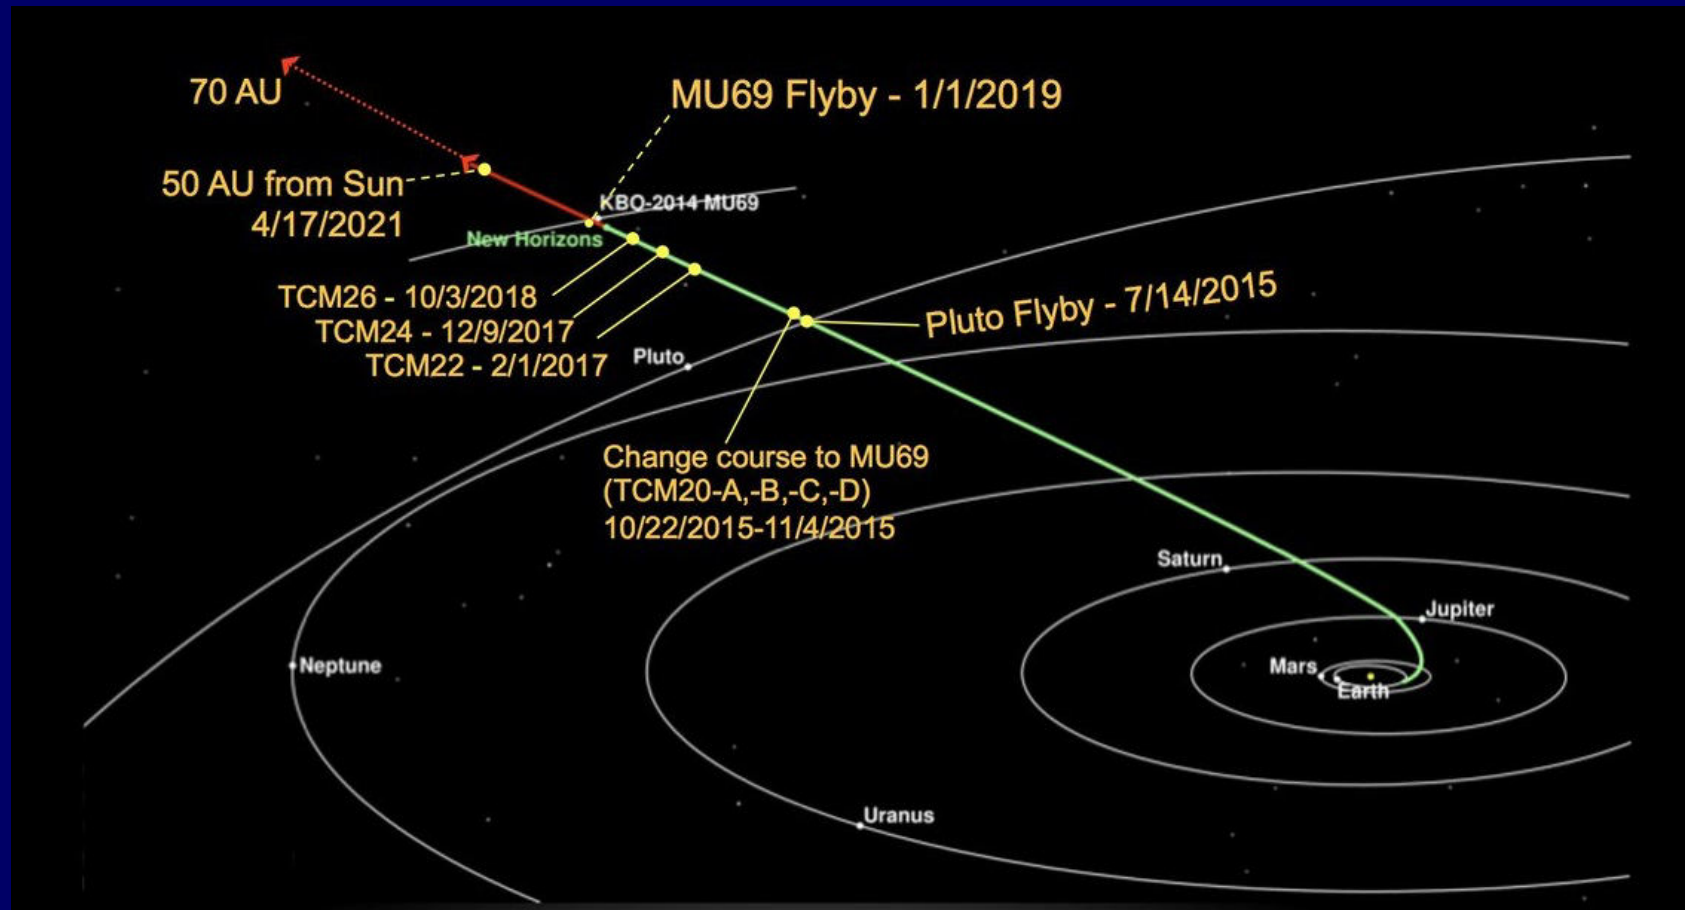 70 AU
MU69 Flyby - 1/1/2019
50 AU from Sun
4/17/2021
KBO-2014 MU69
New Horizons
TCM26 - 10/3/2018
TCM24 - 12/9/2017
TCM22 - 2/1/2017
Pluto Flyby - 7/14/2015
Pluto
Change course to MU69
(TCM20-A,-B,-C,-D)
10/22/2015-11/4/2015
Saturn
Jupiter
Neptune
Mars
Earth
Uranus